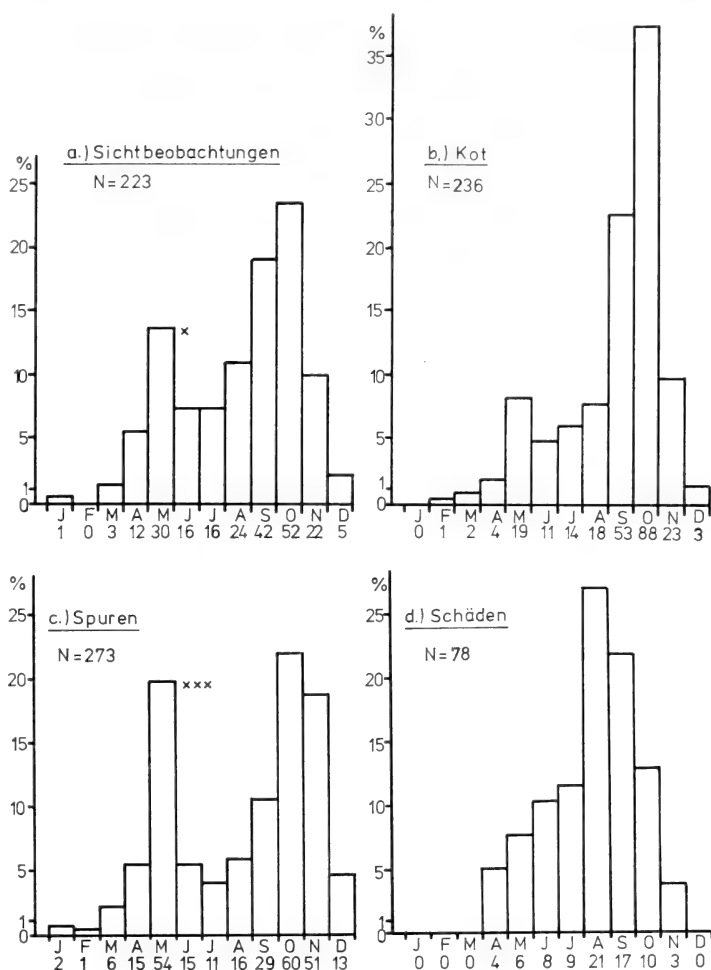 %
a.) Sichtbeobachtungen
N=223
25
20
15
×
10
5
1
0
J F M A M J J A S O N D
1 0 3 12 30 16 16 24 42 52 22 5
%
35
30
b.) Kot
N=236
25
20
15
10
5
1
0
J F M A M J J A S O N D
0 1 2 4 19 11 14 18 53 88 23 3
%
25
c.) Spuren
N=273
20
×××
15
10
5
1
0
J F M A M J J A S O N D
2 1 6 15 54 15 11 16 29 60 51 13
%
25
d.) Schäden
N=78
20
15
10
5
1
0
J F M A M J J A S O N D
0 0 0 4 6 8 9 21 17 10 3 0